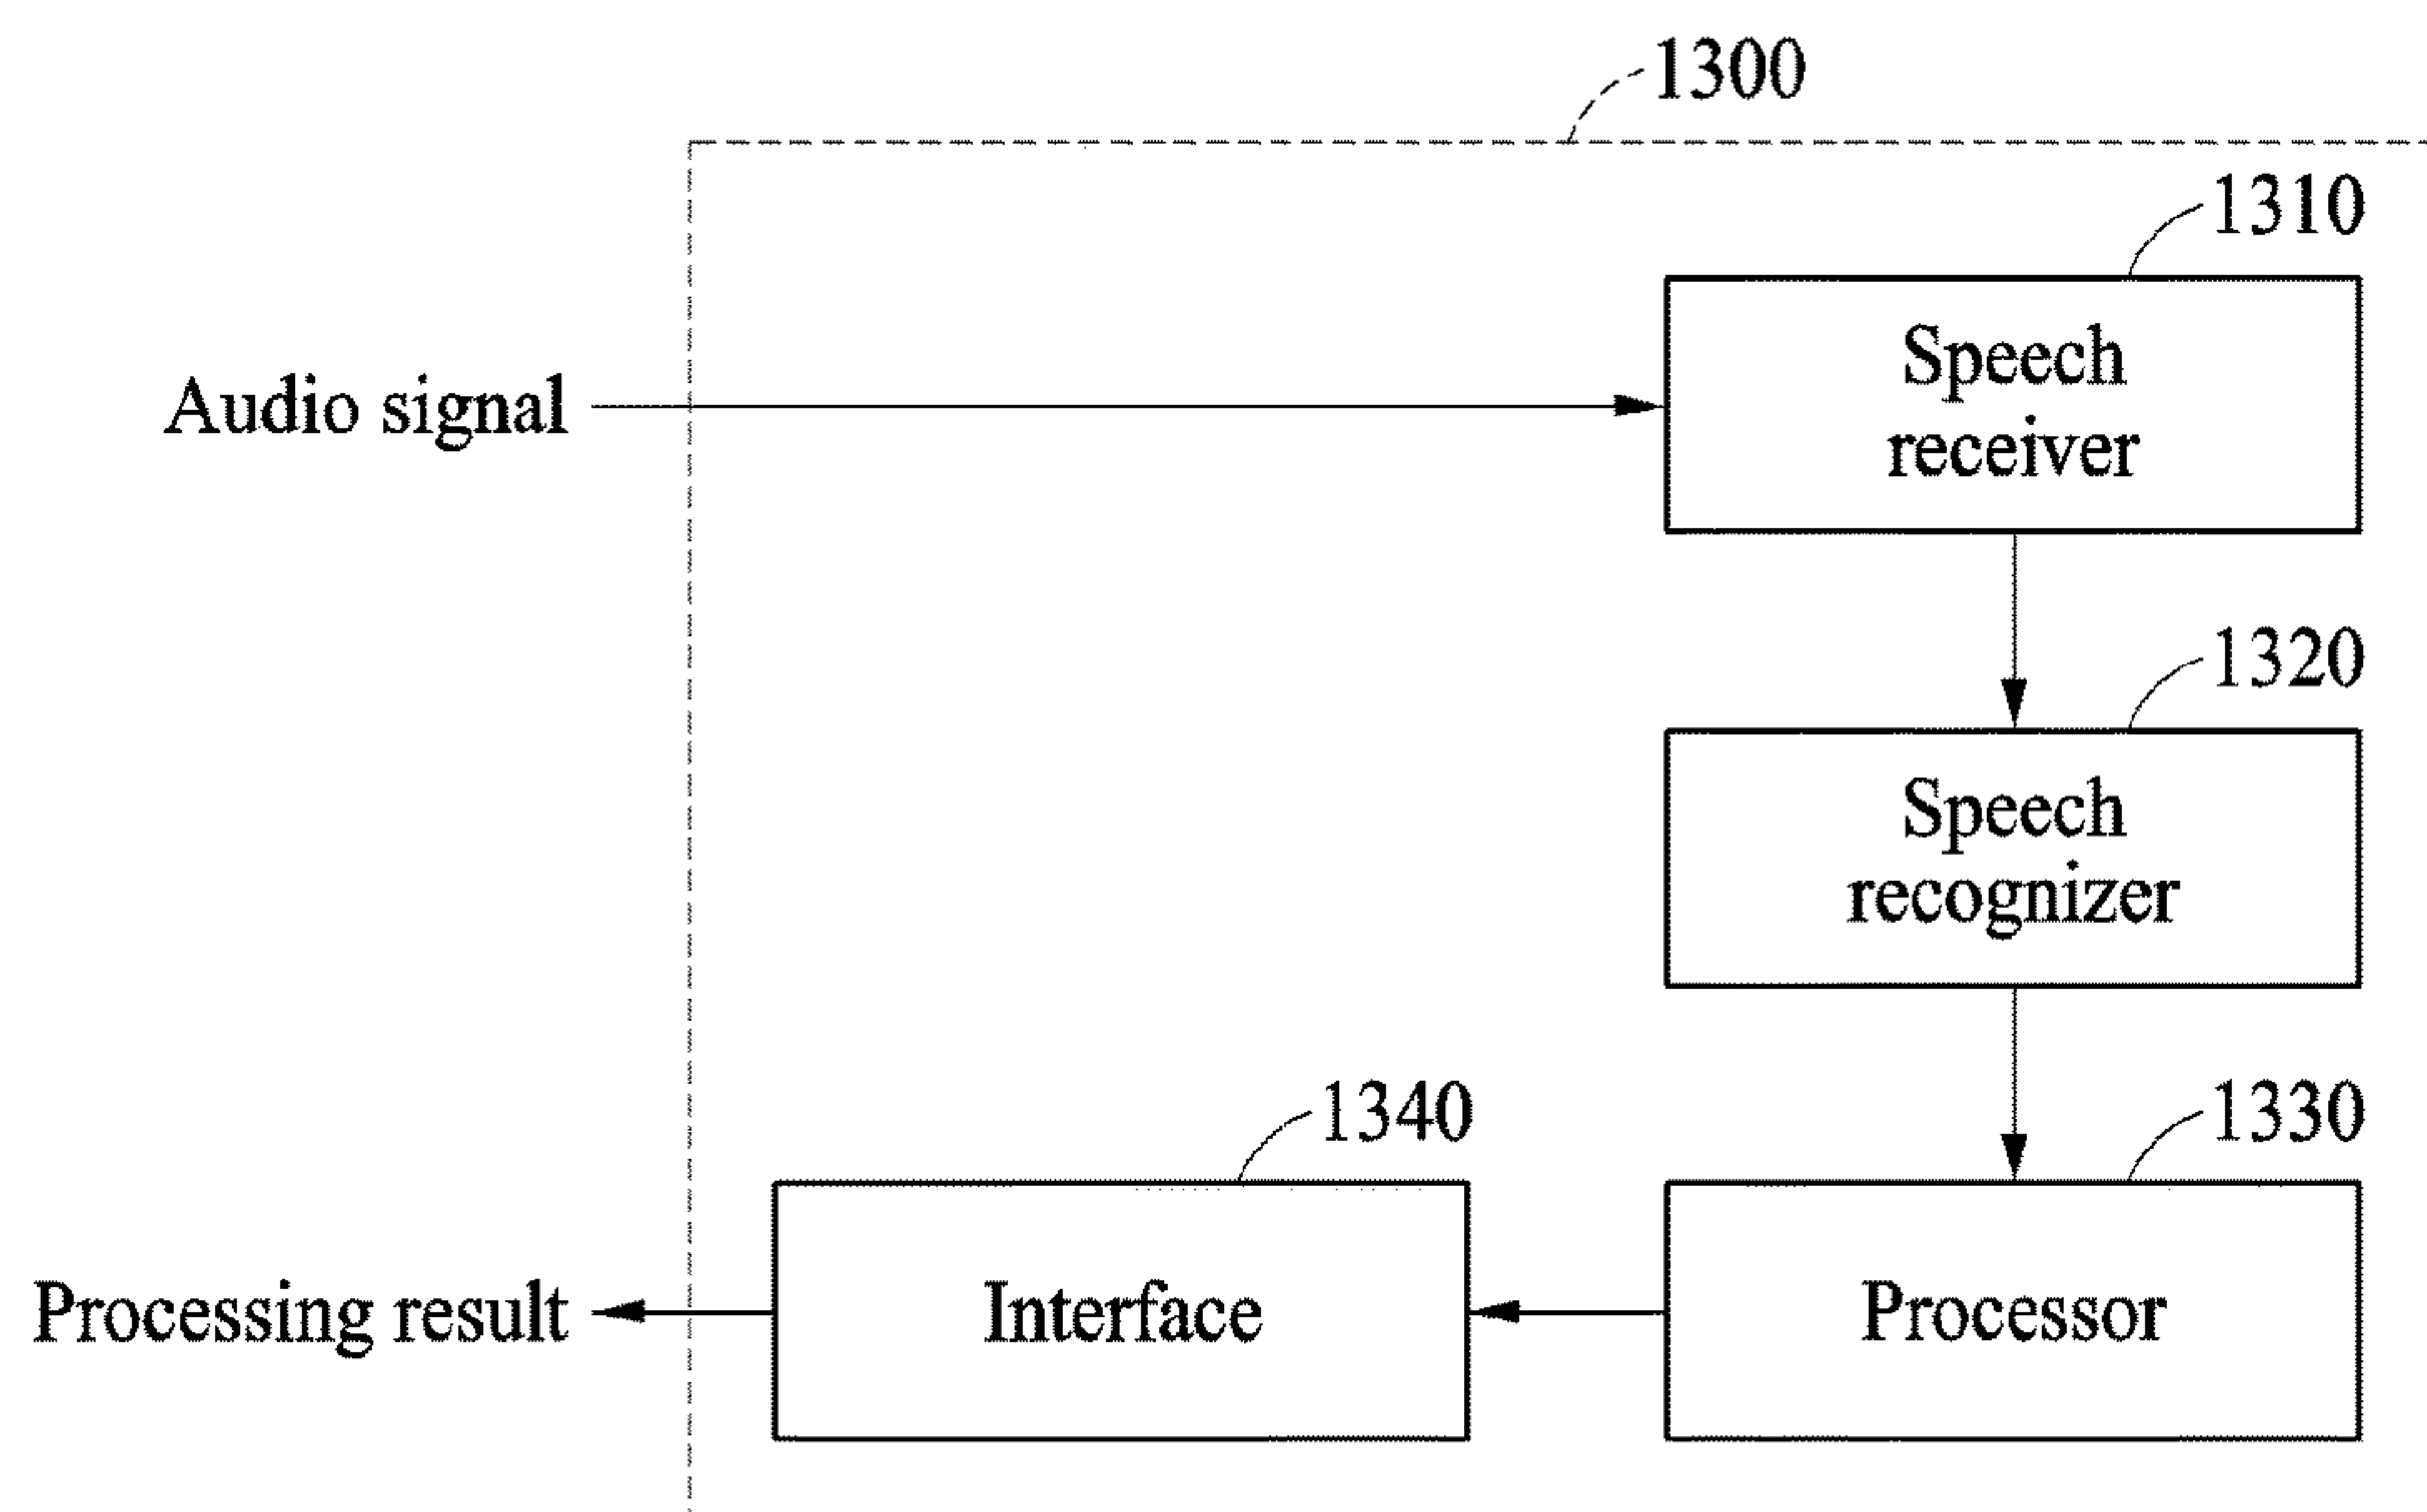 1300
1310
Speech
receiver
Audio signal
1320
Speech
recognizer
1340
1330
Processing result
Interface
Processor